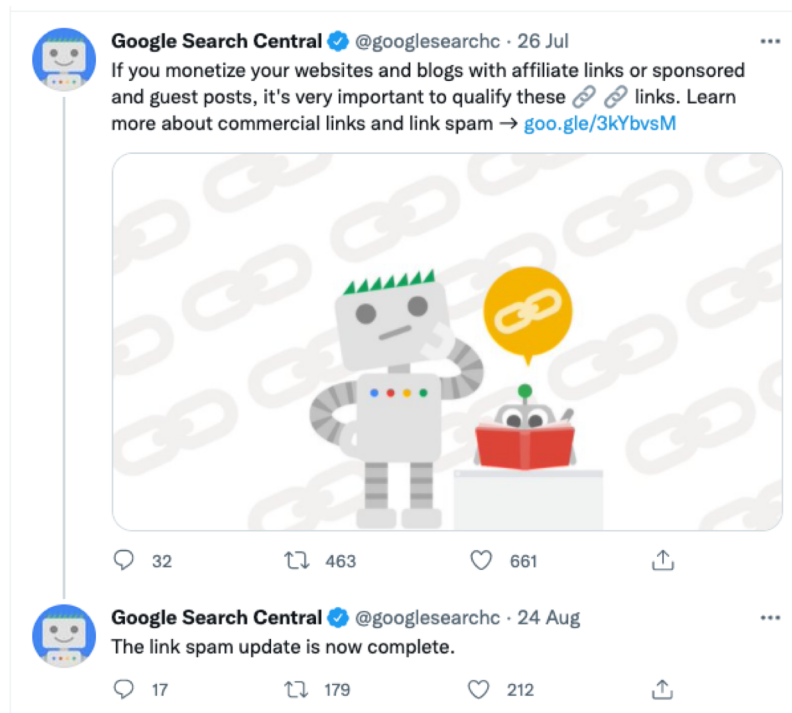 Google Search Central @googlesearchc · 26 Jul
If you monetize your websites and blogs with affiliate links or sponsored
and guest posts, it's very important to qualify these 🔗 🔗 links. Learn
more about commercial links and link spam → goo.gle/3kYbvsM
32 463 661
Google Search Central @googlesearchc · 24 Aug
The link spam update is now complete.
17 179 212